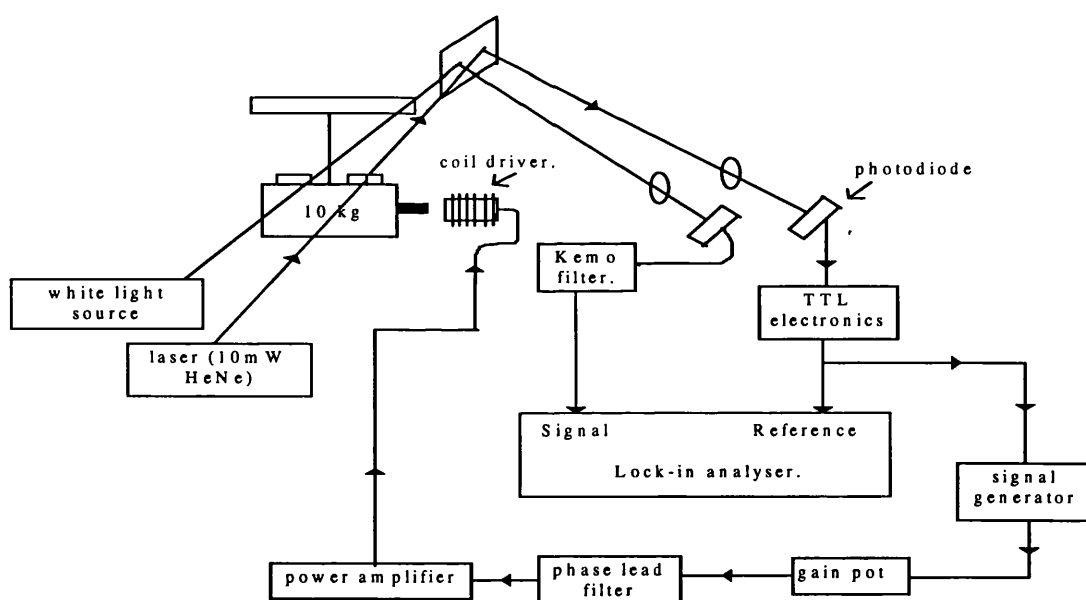 coil driver.
photodiode
10 kg
Kemo
filter.
white light
source
TTL
electronics
laser (10mW
HeNe)
Signal
Reference
Lock-in analyser.
signal
generator
power amplifier
phase lead
filter
gain pot